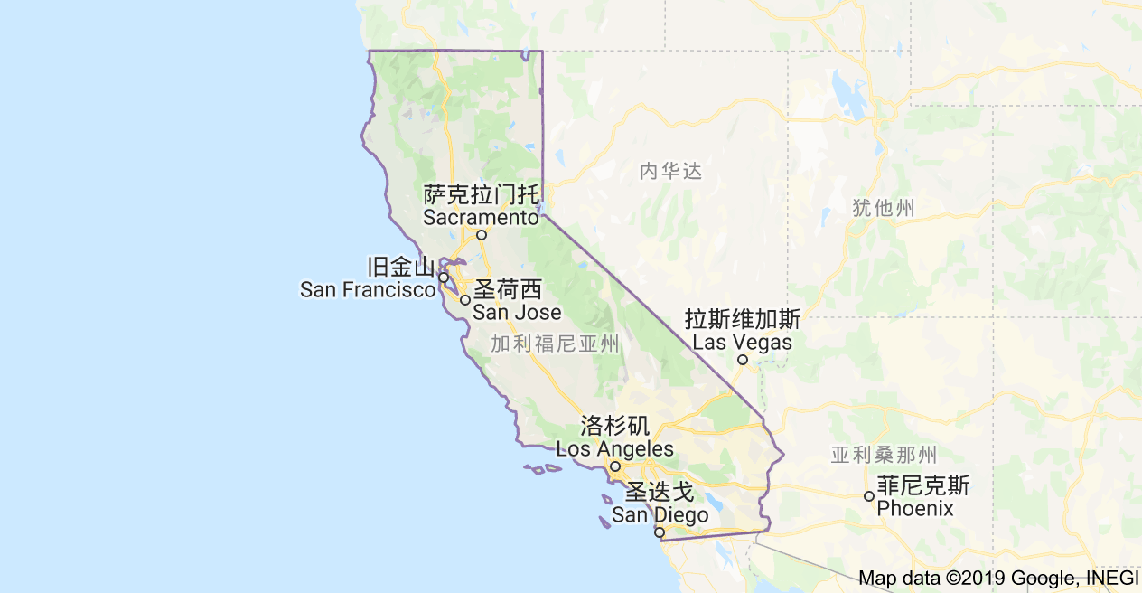 内华达
萨克拉门托
Sacramento
犹他州
旧金山
San Francisco
圣荷西
San Jose
加利福尼亚州
拉斯维加斯
Las Vegas
洛杉矶
Los Angeles
亚利桑那州
圣迭戈
San Diego
菲尼克斯
Phoenix
Map data ©2019 Google, INEGI